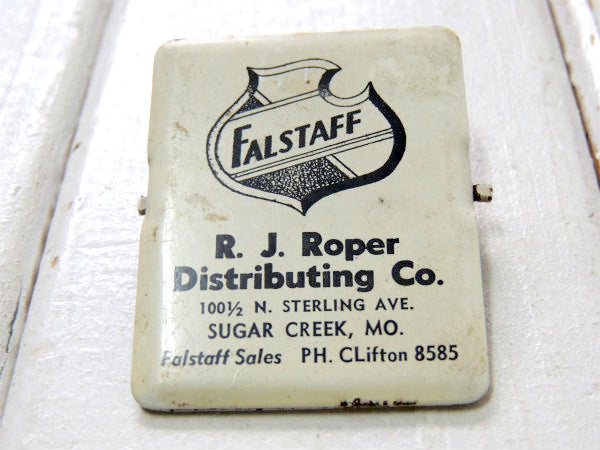 FALSTAFF
R. J. Roper
Distributing Co.
100½ N. STERLING AVE.
SUGAR CREEK, MO.
Falstaff Sales PH. CLifton 8585